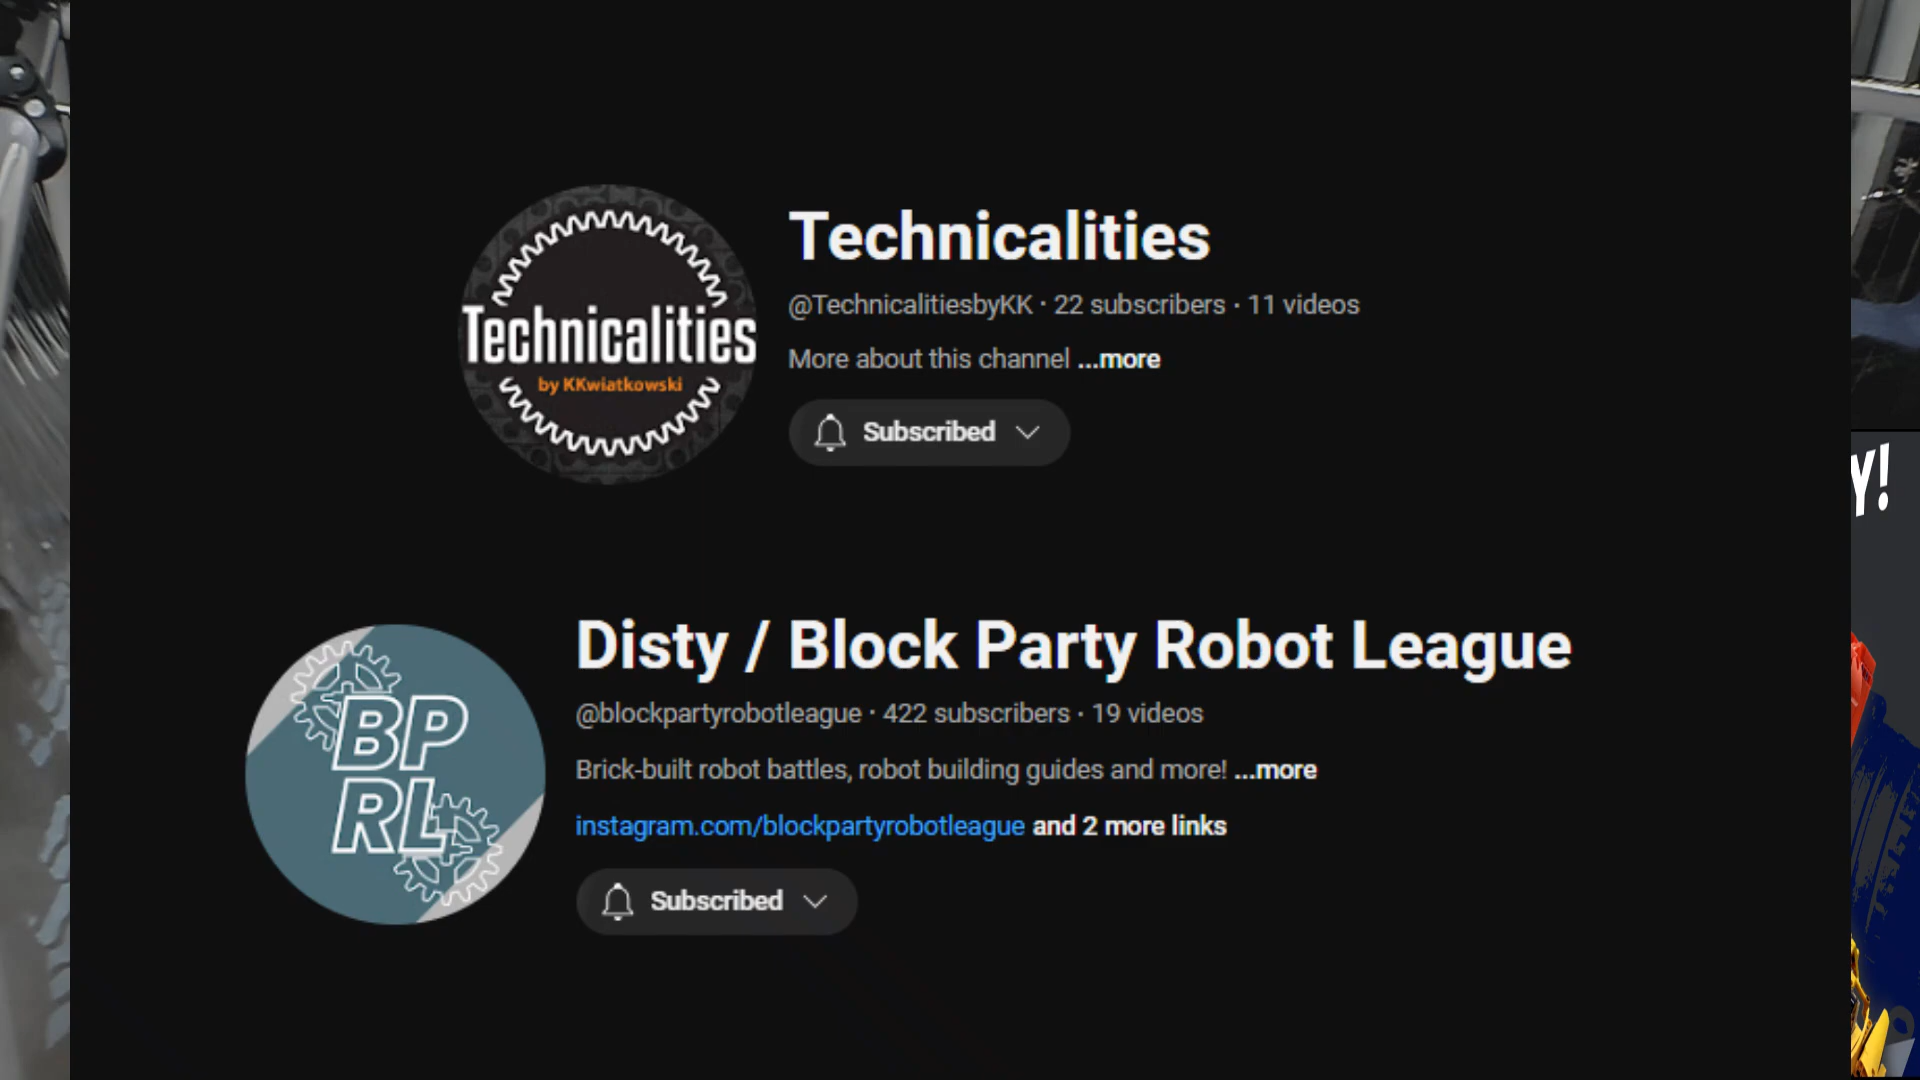 Technicalities
by KKwiatkowski
Technicalities
@TechnicalitiesbyKK · 22 subscribers · 11 videos
More about this channel ...more
Subscribed
Y!
BP
RL
Disty / Block Party Robot League
@blockpartyrobotleague · 422 subscribers · 19 videos
Brick-built robot battles, robot building guides and more! ...more
instagram.com/blockpartyrobotleague and 2 more links
Subscribed